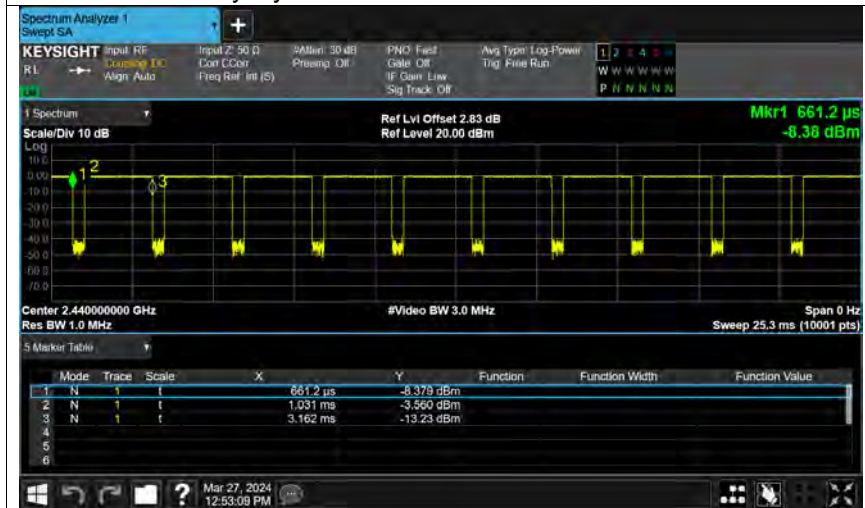 Spectrum Analyzer 1
Swept SA
+
KEYSIGHT Input: RF Input Z: 50 Ω #Atten: 30 dB PNO: Fast Avg Type: Log-Power 1 2 3 4 5 6
RL Coupling: DC Corr CCorr Preamp: Off Gate: Off Trig: Free Run W W W W W W
Align: Auto Freq Ref: Int (S) IF Gain: Low P N N N N N
Sig Track: Off
1 Spectrum
Ref Lvl Offset 2.83 dB Mkr1 661.2 µs
Scale/Div 10 dB Ref Level 20.00 dBm -8.38 dBm
Log
10.0
0.00
-10.0
-20.0
-30.0
-40.0
-50.0
-60.0
-70.0
1 2 3
Center 2.440000000 GHz #Video BW 3.0 MHz Span 0 Hz
Res BW 1.0 MHz Sweep 25.3 ms (10001 pts)
5 Marker Table
Mode Trace Scale X Y Function Function Width Function Value
1 N 1 t 661.2 µs -8.379 dBm
2 N 1 t 1.031 ms -3.560 dBm
3 N 1 t 3.162 ms -13.23 dBm
4
5
6
? Mar 27, 2024
12:53:09 PM